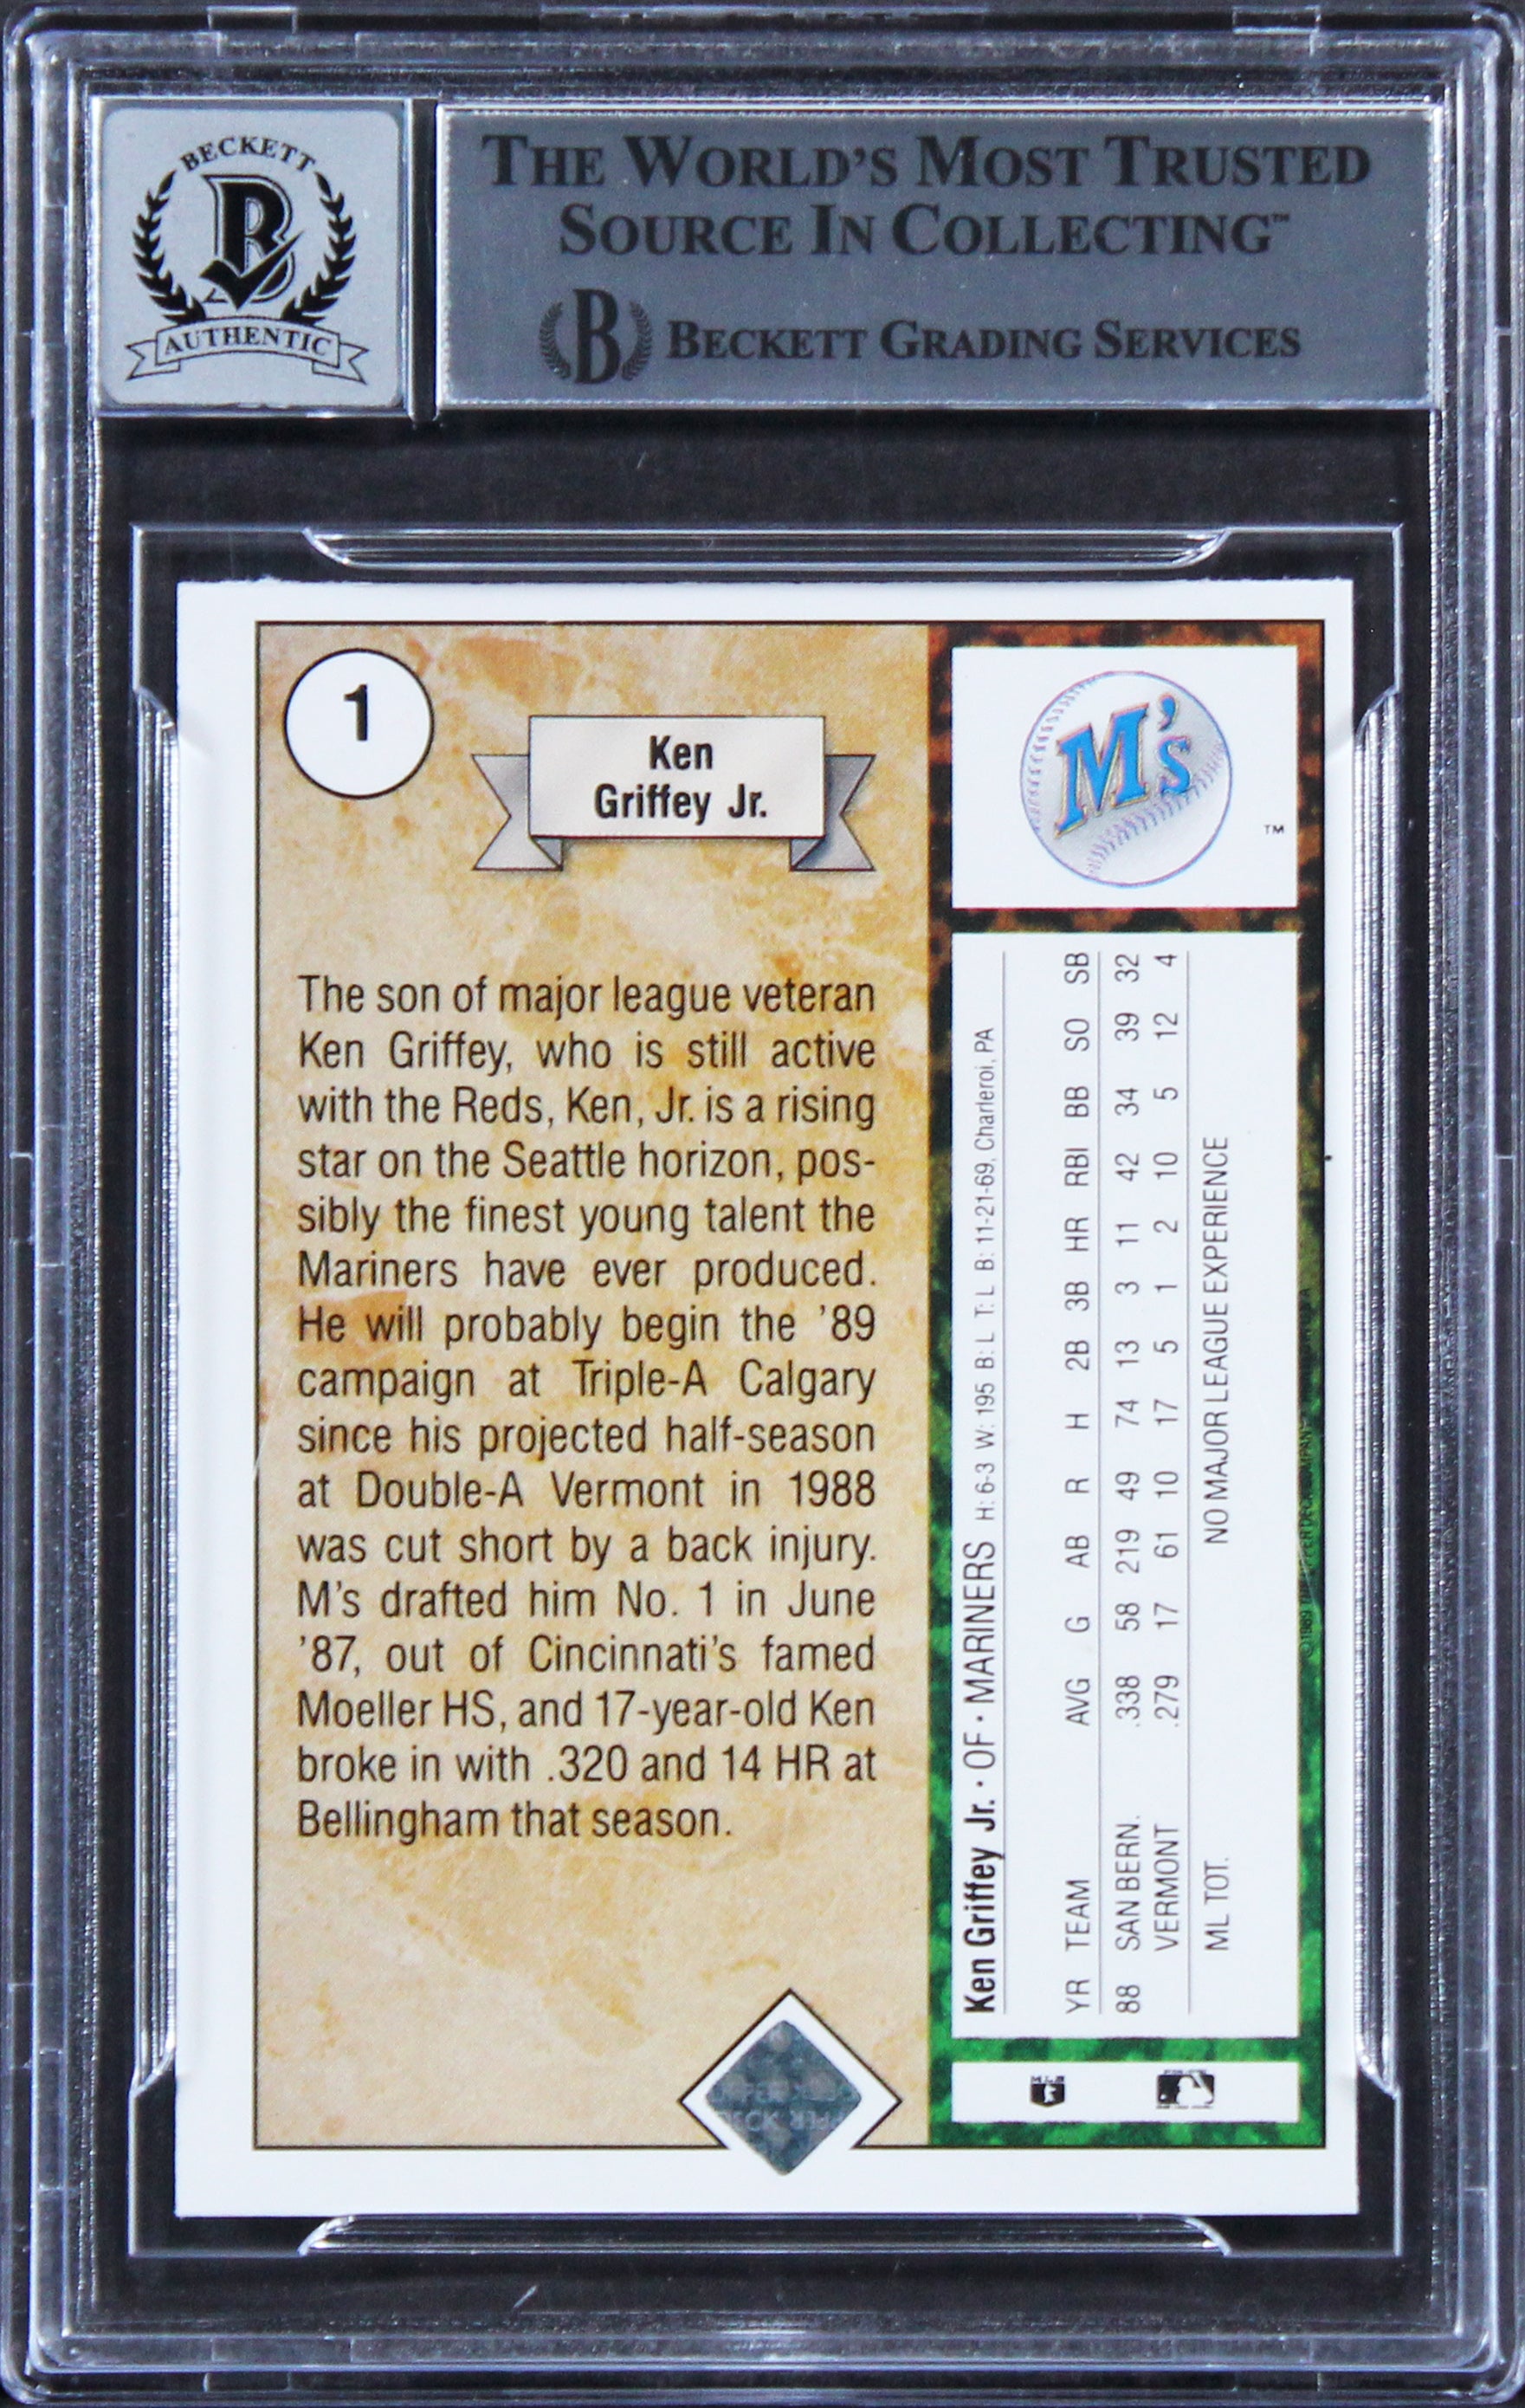 BECKETT
AUTHENTIC
THE WORLD'S MOST TRUSTED
SOURCE IN COLLECTING™
B BECKETT GRADING SERVICES
1
Ken
Griffey Jr.
The son of major league veteran
Ken Griffey, who is still active
with the Reds, Ken, Jr. is a rising
star on the Seattle horizon, pos-
sibly the finest young talent the
Mariners have ever produced.
He will probably begin the '89
campaign at Triple-A Calgary
since his projected half-season
at Double-A Vermont in 1988
was cut short by a back injury.
M's drafted him No. 1 in June
'87, out of Cincinnati's famed
Moeller HS, and 17-year-old Ken
broke in with .320 and 14 HR at
Bellingham that season.
M's
TM
Ken Griffey Jr. • OF • MARINERS H: 6-3 W: 195 B: L T: L B: 11-21-69, Charleroi, PA
YR TEAM AVG G AB R H 2B 3B HR RBI BB SO SB
88 SAN BERN. .338 58 219 49 74 13 3 11 42 34 39 32
VERMONT .279 17 61 10 17 5 1 2 10 5 12 4
ML TOT. NO MAJOR LEAGUE EXPERIENCE